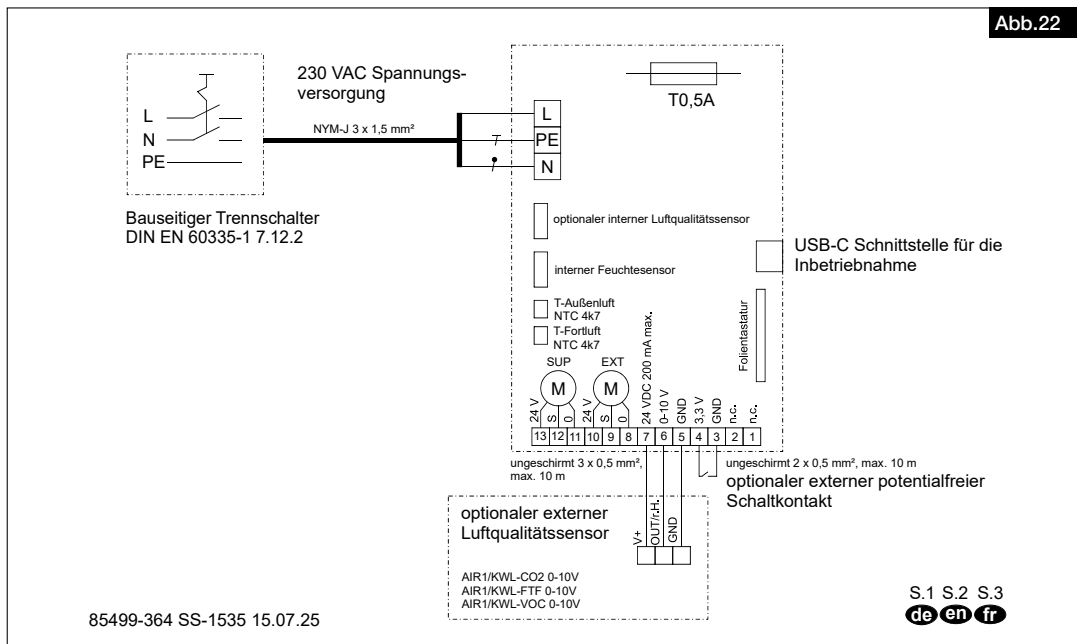 Abb.22
230 VAC Spannungs-
versorgung
T0,5A
L
N
PE
NYM-J 3 x 1,5 mm²
L
PE
N
Bauseitiger Trennschalter
DIN EN 60335-1 7.12.2
optionaler interner Luftqualitätssensor
interner Feuchtesensor
USB-C Schnittstelle für die
Inbetriebnahme
T-Außenluft
NTC 4k7
T-Fortluft
NTC 4k7
Folientastatur
SUP
EXT
M
M
24 V
S
0
24 V
S
0
24 VDC 200 mA max.
0-10 V
GND
3,3 V
GND
n.c.
n.c.
13 12 11 10 9 8 7 6 5 4 3 2 1
ungeschirmt 3 x 0,5 mm²,
max. 10 m
ungeschirmt 2 x 0,5 mm², max. 10 m
optionaler externer potentialfreier
Schaltkontakt
optionaler externer
Luftqualitätssensor
V+
OUT/r.H.
GND
AIR1/KWL-CO2 0-10V
AIR1/KWL-FTF 0-10V
AIR1/KWL-VOC 0-10V
85499-364 SS-1535 15.07.25
S.1 S.2 S.3
de en fr